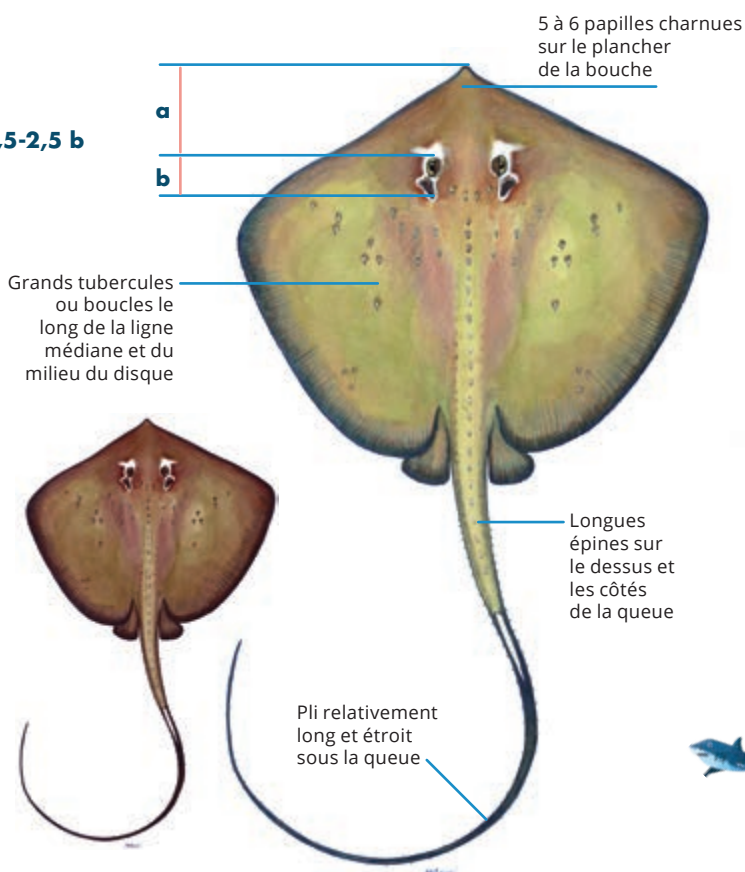 5 à 6 papilles charnues
sur le plancher
de la bouche
a
,5-2,5 b
b
Grands tubercules
ou boucles le
long de la ligne
médiane et du
milieu du disque
Longues
épines sur
le dessus et
les côtés
de la queue
Pli relativement
long et étroit
sous la queue